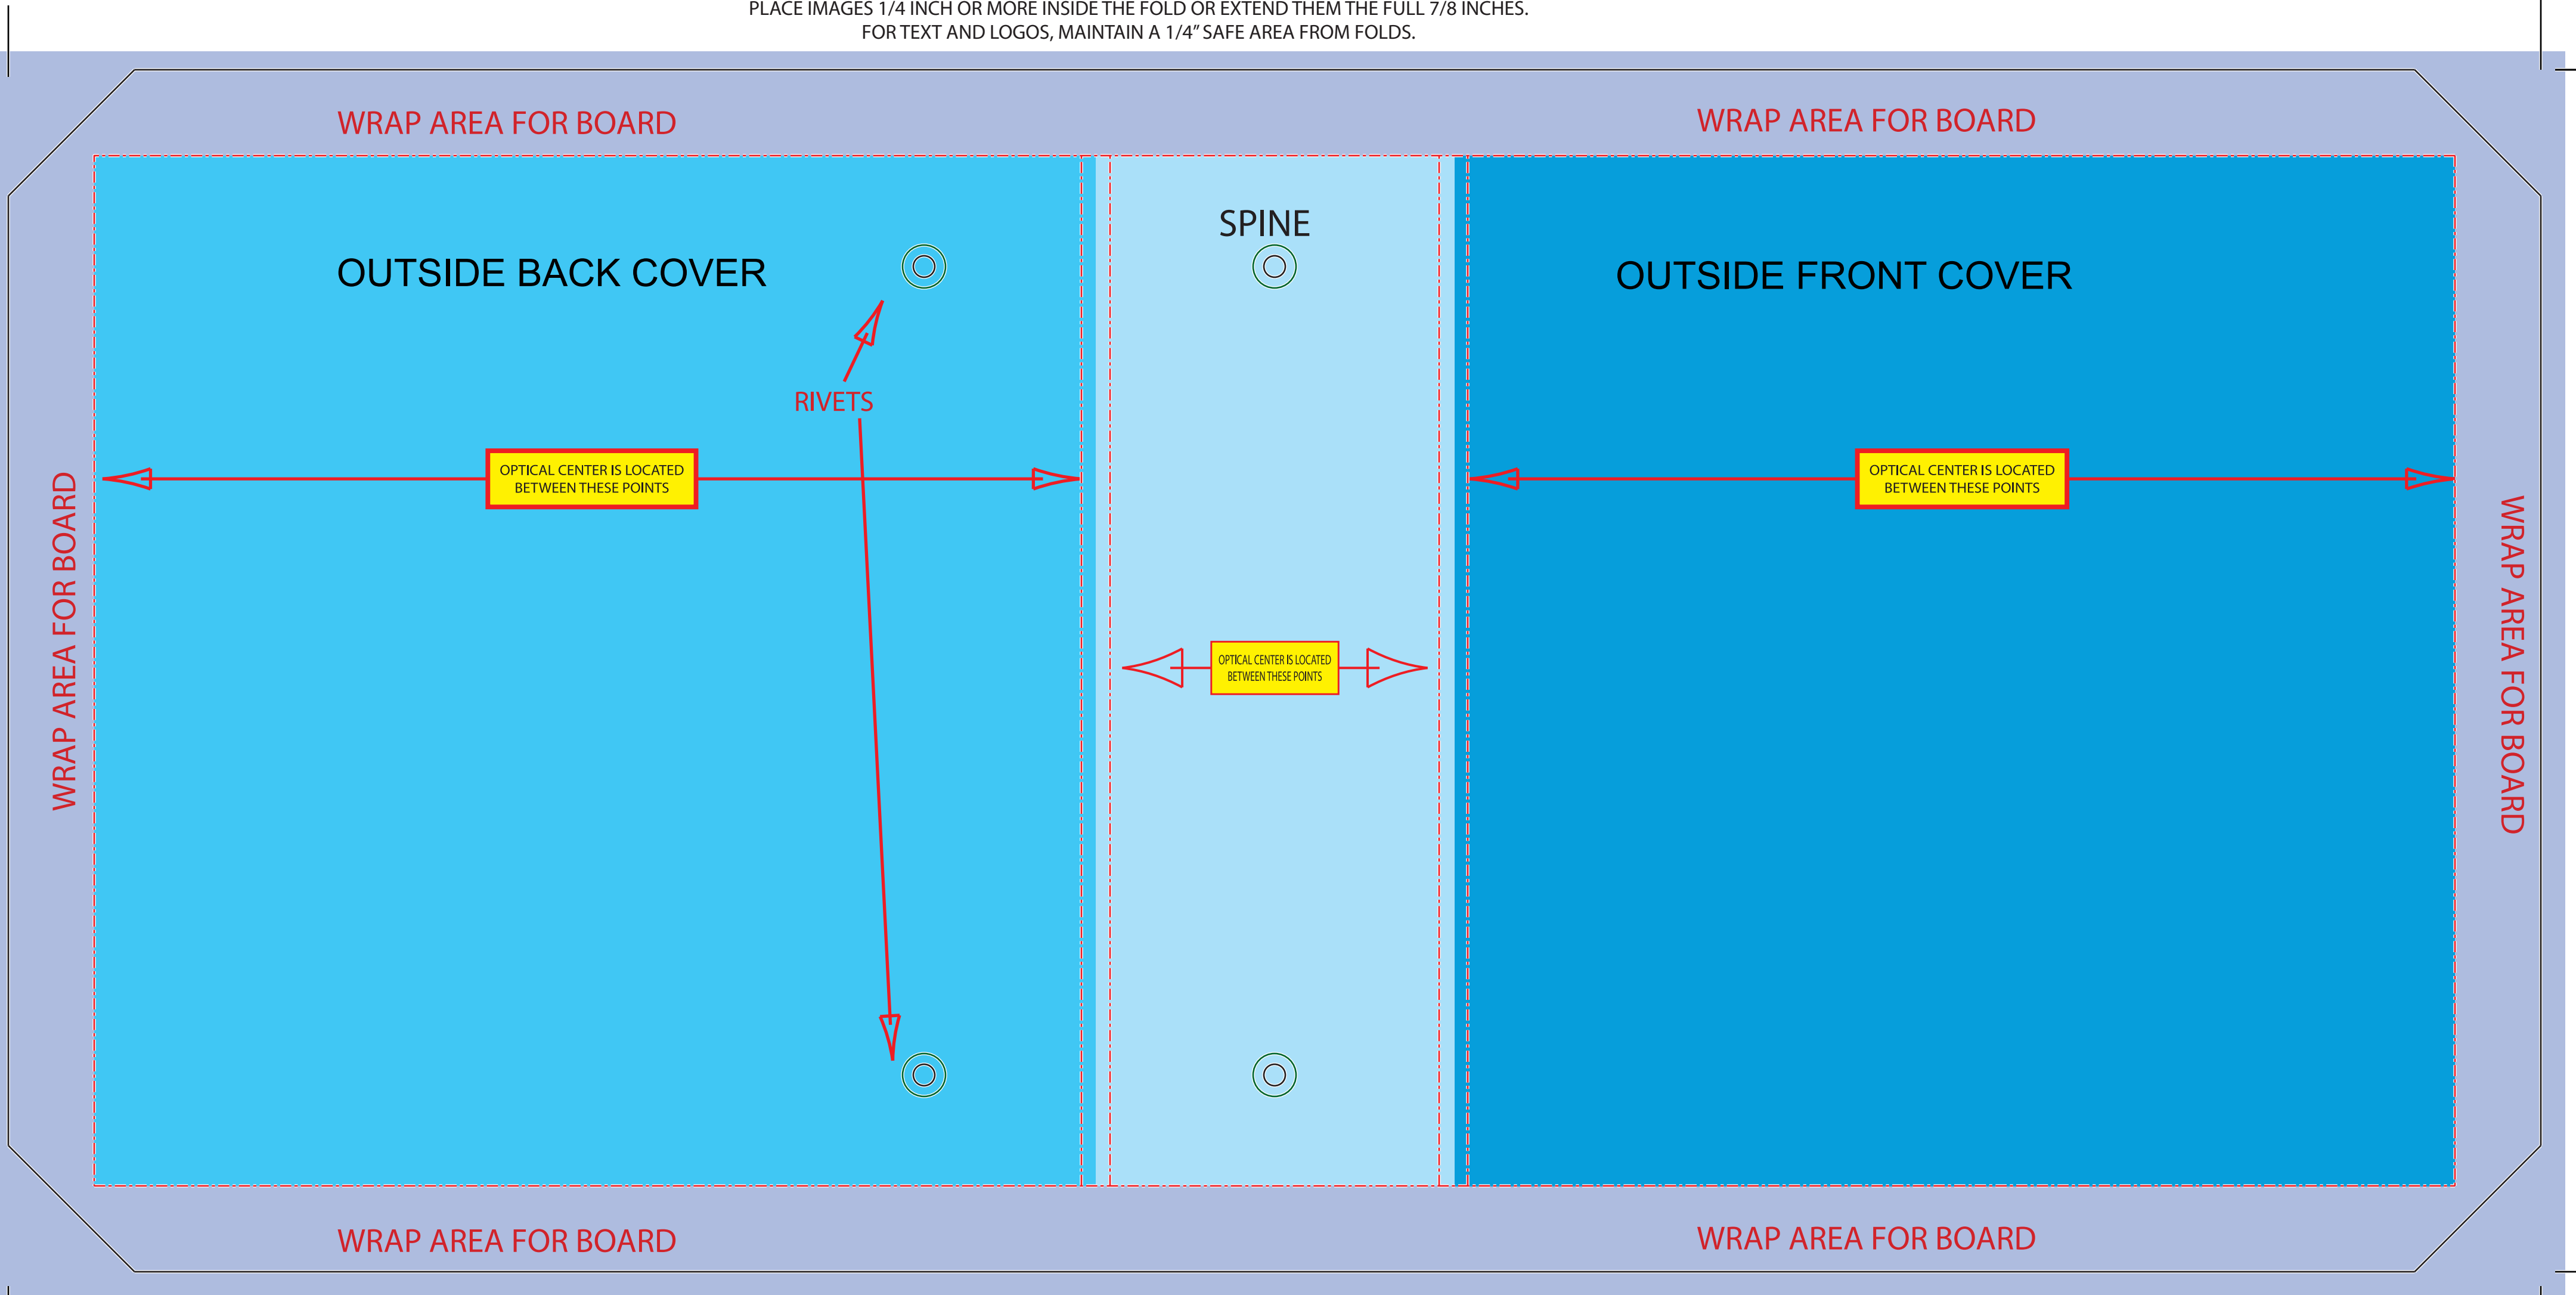 PLACE IMAGES 1/4 INCH OR MORE INSIDE THE FOLD OR EXTEND THEM THE FULL 7/8 INCHES.
FOR TEXT AND LOGOS, MAINTAIN A 1/4” SAFE AREA FROM FOLDS.
WRAP AREA FOR BOARD
WRAP AREA FOR BOARD
SPINE
OUTSIDE BACK COVER
OUTSIDE FRONT COVER
RIVETS
OPTICAL CENTER IS LOCATED
BETWEEN THESE POINTS
OPTICAL CENTER IS LOCATED
BETWEEN THESE POINTS
WRAP AREA FOR BOARD
OPTICAL CENTER IS LOCATED
BETWEEN THESE POINTS
WRAP AREA FOR BOARD
WRAP AREA FOR BOARD
WRAP AREA FOR BOARD